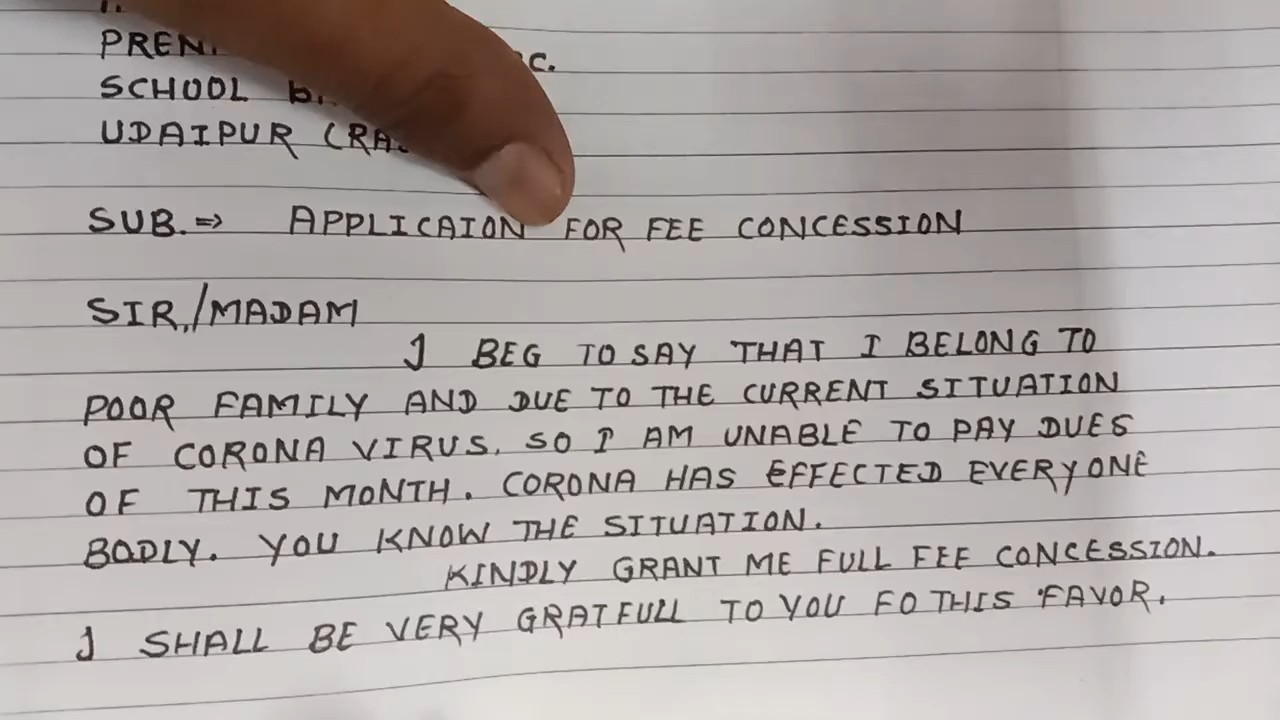 SCHOOL
UDAIPUR
SUB.⇒ APPLICAION FOR FEE CONCESSION
SIR,/MADAM
I BEG TO SAY THAT I BELONG TO
POOR FAMILY AND DUE TO THE CURRENT SITUATION
OF CORONA VIRUS. SO I AM UNABLE TO PAY DUES
OF THIS MONTH. CORONA HAS EFFECTED EVERYONE
BADLY. YOU KNOW THE SITUATION.
KINDLY GRANT ME FULL FEE CONCESSION.
I SHALL BE VERY GRATFULL TO YOU FO THIS FAVOR.